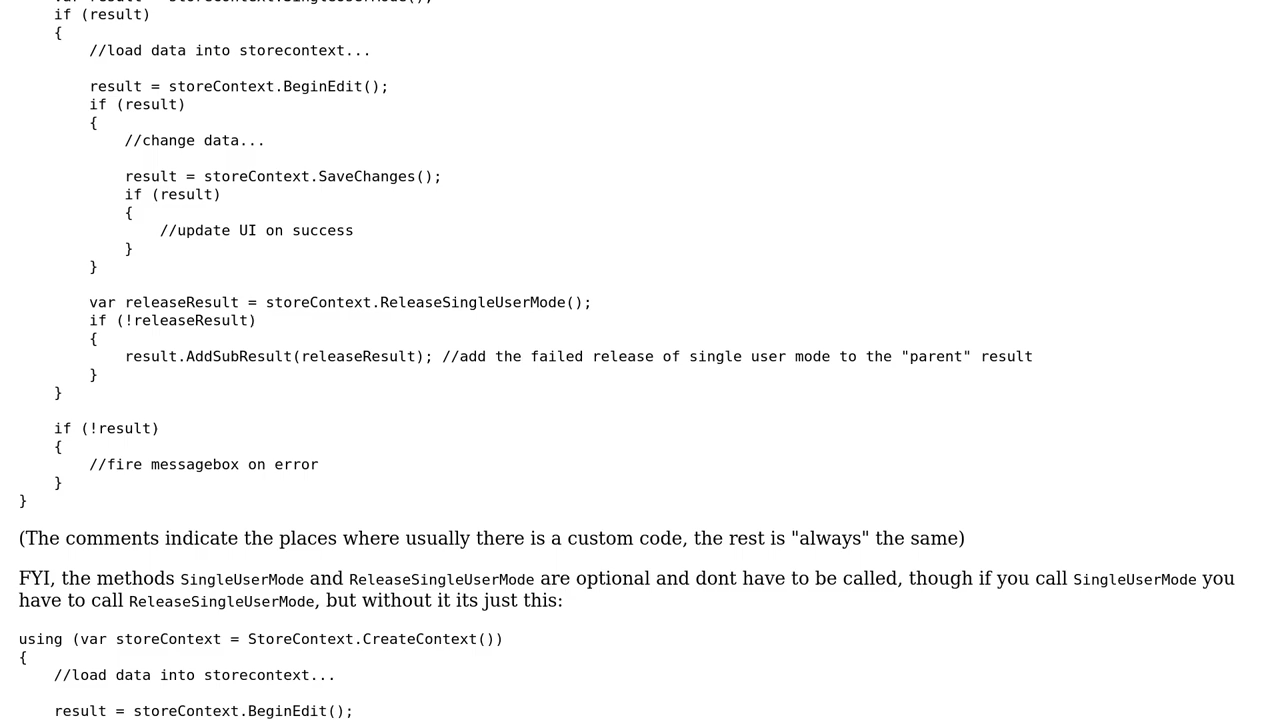 if (result)
    {
        //load data into storecontext...

        result = storeContext.BeginEdit();
        if (result)
        {
            //change data...

            result = storeContext.SaveChanges();
            if (result)
            {
                //update UI on success
            }
        }

        var releaseResult = storeContext.ReleaseSingleUserMode();
        if (!releaseResult)
        {
            result.AddSubResult(releaseResult); //add the failed release of single user mode to the "parent" result
        }
    }

    if (!result)
    {
        //fire messagebox on error
    }
}
(The comments indicate the places where usually there is a custom code, the rest is "always" the same)
FYI, the methods SingleUserMode and ReleaseSingleUserMode are optional and dont have to be called, though if you call SingleUserMode you
have to call ReleaseSingleUserMode, but without it its just this:
using (var storeContext = StoreContext.CreateContext())
{
    //load data into storecontext...

    result = storeContext.BeginEdit();